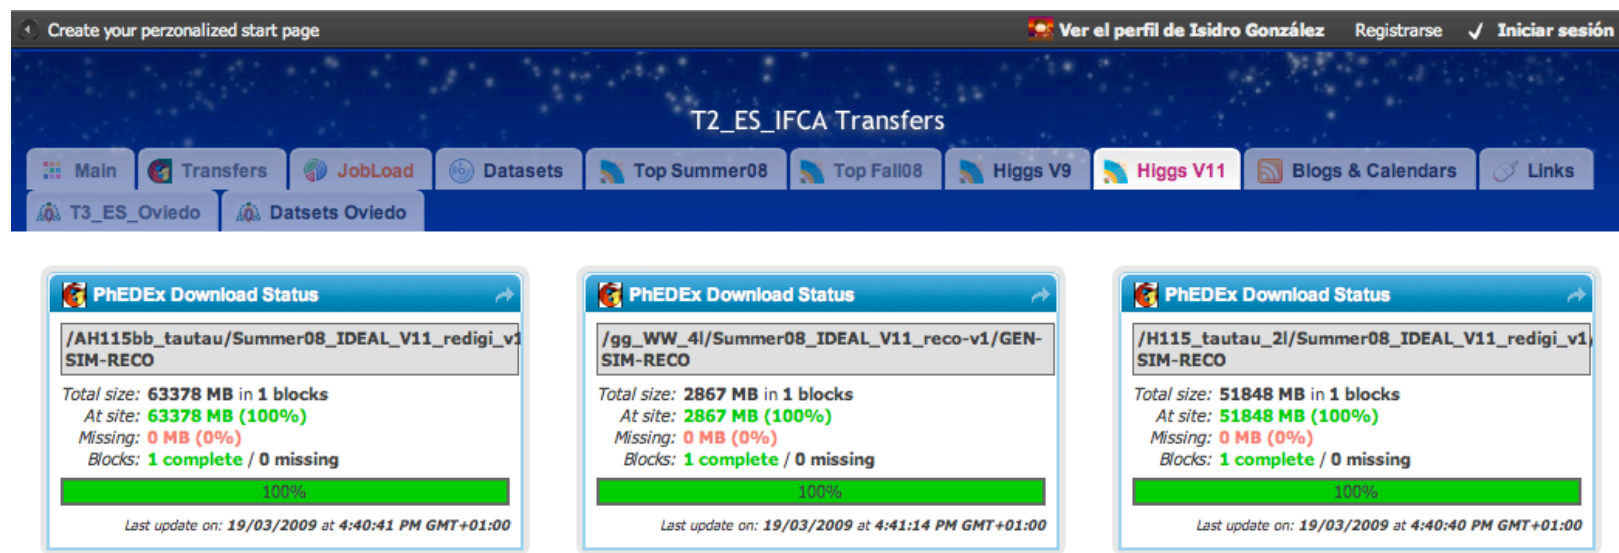 Create your perzonalized start page
Ver el perfil de Isidro González Registrarse Iniciar sesión
T2_ES_IFCA Transfers
Main Transfers JobLoad Datasets Top Summer08 Top Fall08 Higgs V9 Higgs V11 Blogs & Calendars Links
T3_ES_Oviedo Datsets Oviedo
PhEDEx Download Status
/AH115bb_tautau/Summer08_IDEAL_V11_redigi_v1
SIM-RECO
Total size: 63378 MB in 1 blocks
At site: 63378 MB (100%)
Missing: 0 MB (0%)
Blocks: 1 complete / 0 missing
100%
Last update on: 19/03/2009 at 4:40:41 PM GMT+01:00
PhEDEx Download Status
/gg_WW_4l/Summer08_IDEAL_V11_reco-v1/GEN-
SIM-RECO
Total size: 2867 MB in 1 blocks
At site: 2867 MB (100%)
Missing: 0 MB (0%)
Blocks: 1 complete / 0 missing
100%
Last update on: 19/03/2009 at 4:41:14 PM GMT+01:00
PhEDEx Download Status
/H115_tautau_2l/Summer08_IDEAL_V11_redigi_v1/
SIM-RECO
Total size: 51848 MB in 1 blocks
At site: 51848 MB (100%)
Missing: 0 MB (0%)
Blocks: 1 complete / 0 missing
100%
Last update on: 19/03/2009 at 4:40:40 PM GMT+01:00